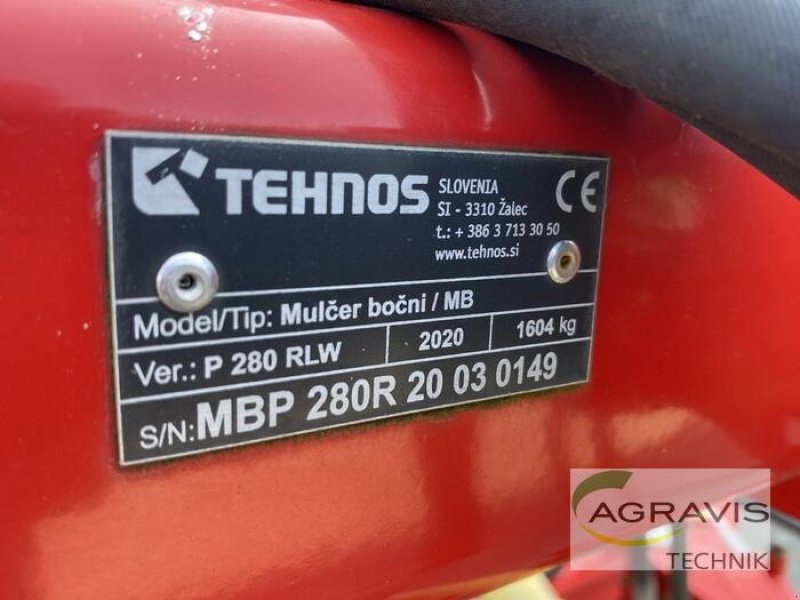 TEHNOS
SLOVENIA
SI - 3310 Žalec
t.: + 386 3 713 30 50
www.tehnos.si
CE
Model/Tip: Mulčer bočni / MB
Ver.: P 280 RLW 2020 1604 kg
S/N: MBP 280R 20 03 0149
AGRAVIS
TECHNIK